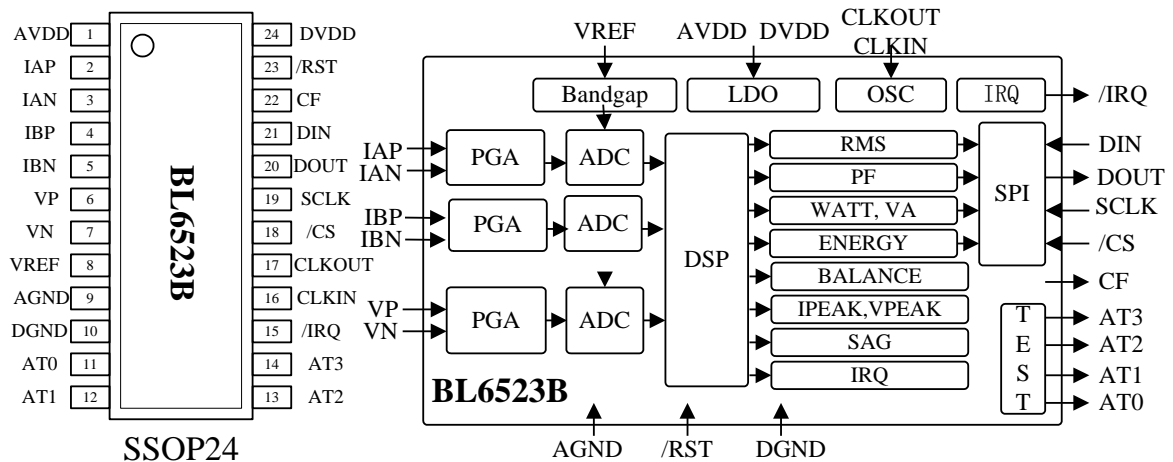 AVDD 1
IAP 2
IAN 3
IBP 4
IBN 5
VP 6
VN 7
VREF 8
AGND 9
DGND 10
AT0 11
AT1 12
24 DVDD
23 /RST
22 CF
21 DIN
20 DOUT
19 SCLK
18 /CS
17 CLKOUT
16 CLKIN
15 /IRQ
14 AT3
13 AT2
BL6523B
SSOP24
VREF
AVDD DVDD
CLKOUT
CLKIN
Bandgap
LDO
OSC
IRQ
/IRQ
IAP
IAN
PGA
ADC
IBP
IBN
PGA
ADC
VP
VN
PGA
ADC
DSP
RMS
PF
WATT, VA
ENERGY
BALANCE
IPEAK,VPEAK
SAG
IRQ
SPI
DIN
DOUT
SCLK
/CS
CF
T
E
S
T
AT3
AT2
AT1
AT0
BL6523B
AGND
/RST
DGND